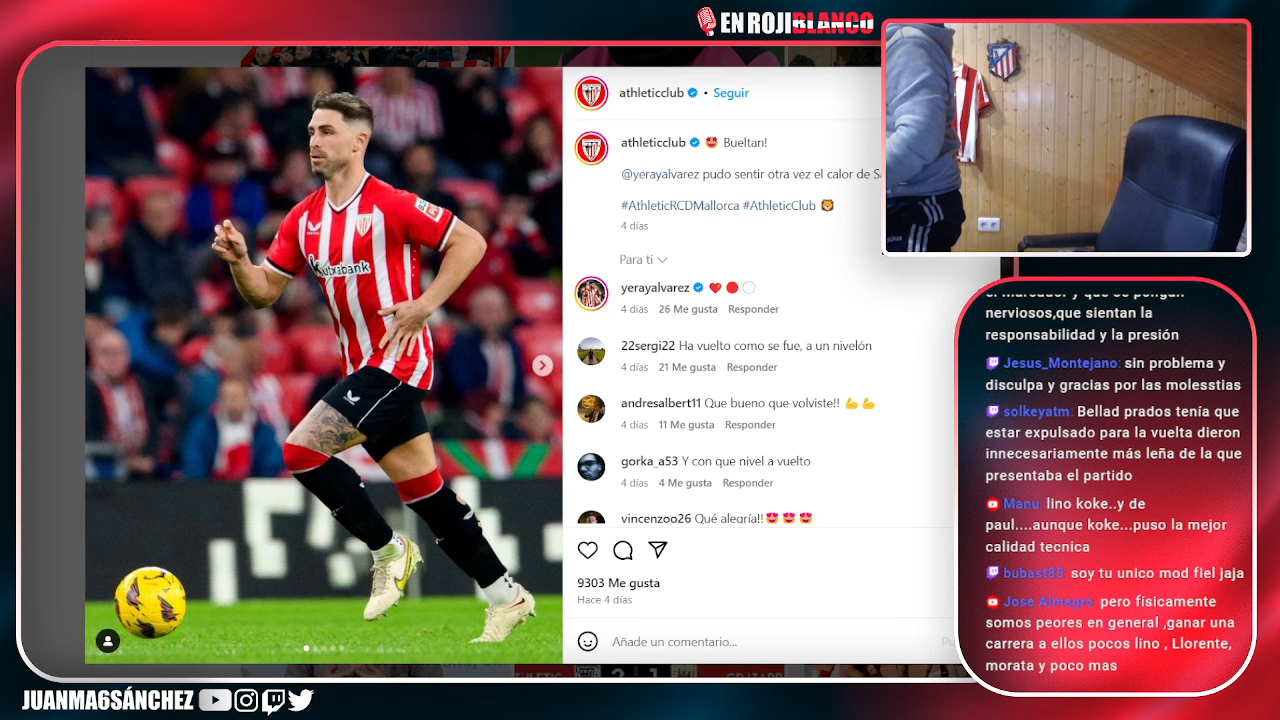 EN ROJIBLANCO
athleticclub • Seguir
athleticclub 😍 Bueltan!
@yerayalvarez pudo sentir otra vez el calor de Sa
#AthleticRCDMallorca #AthleticClub 🦁
4 días
Para ti
yerayalvarez ❤️ 🔴 ⚪
4 días 26 Me gusta Responder
22sergi22 Ha vuelto como se fue, a un nivelón
4 días 21 Me gusta Responder
andresalbert11 Que bueno que volviste!! 💪 💪
4 días 11 Me gusta Responder
gorka_a53 Y con que nivel a vuelto
4 días 4 Me gusta Responder
vincenzoo26 Qué alegría!! 😍 😍 😍
9303 Me gusta
Hace 4 días
Añade un comentario...
kutxabank
el marcador y que se pongan
nerviosos,que sientan la
responsabilidad y la presión
Jesus_Montejano: sin problema y
disculpa y gracias por las molesstias
solkeyatm: Bellad prados tenía que
estar expulsado para la vuelta dieron
innecesariamente más leña de la que
presentaba el partido
Manu: lino koke..y de
paul....aunque koke...puso la mejor
calidad tecnica
bubast85: soy tu unico mod fiel jaja
Jose Almagro: pero físicamente
somos peores en general ,ganar una
carrera a ellos pocos lino , Llorente,
morata y poco mas
JUANMA6SÁNCHEZ